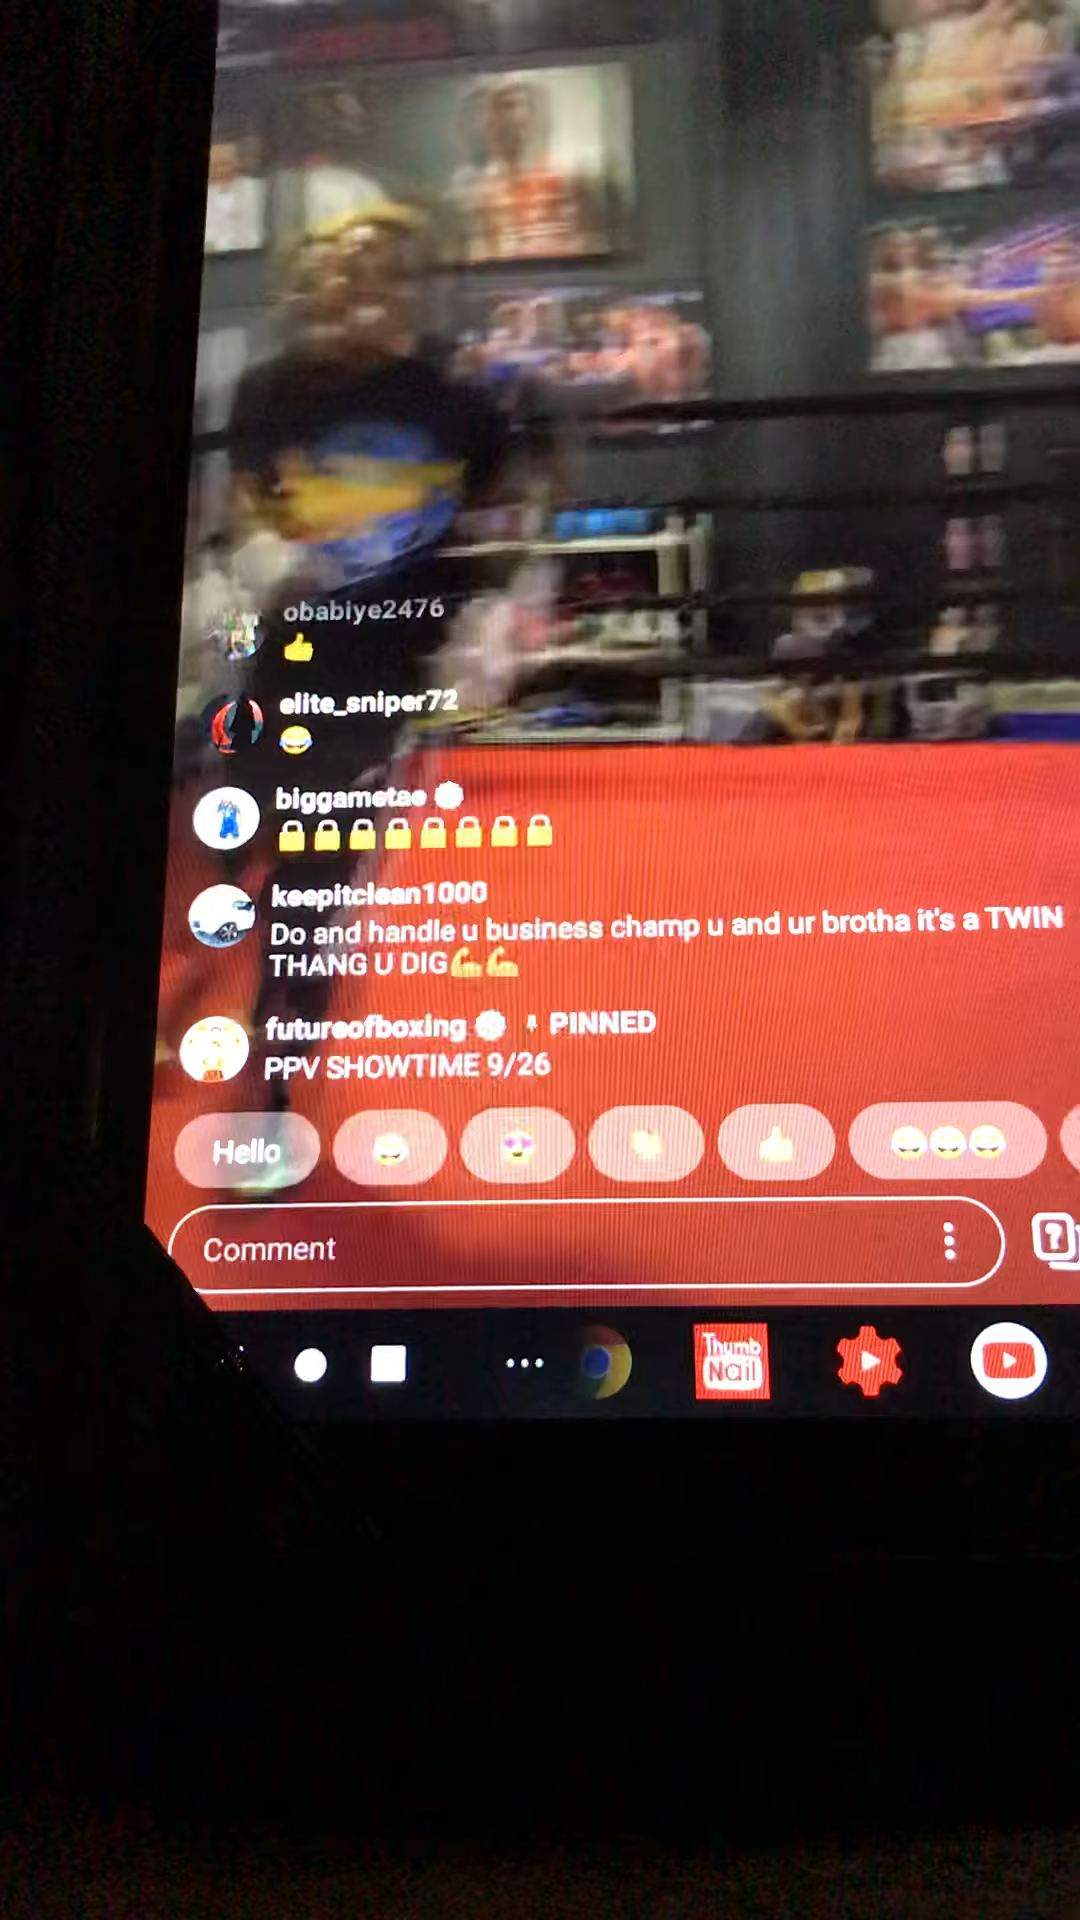 obabiye2476
👍
elite_sniper72
😂
biggametae
🔒🔒🔒🔒🔒🔒🔒🔒
keepitclean1000
Do and handle u business champ u and ur brotha it's a TWIN
THANG U DIG💪💪
futureofboxing PINNED
PPV SHOWTIME 9/26
Hello
Comment
Thumb
Nail